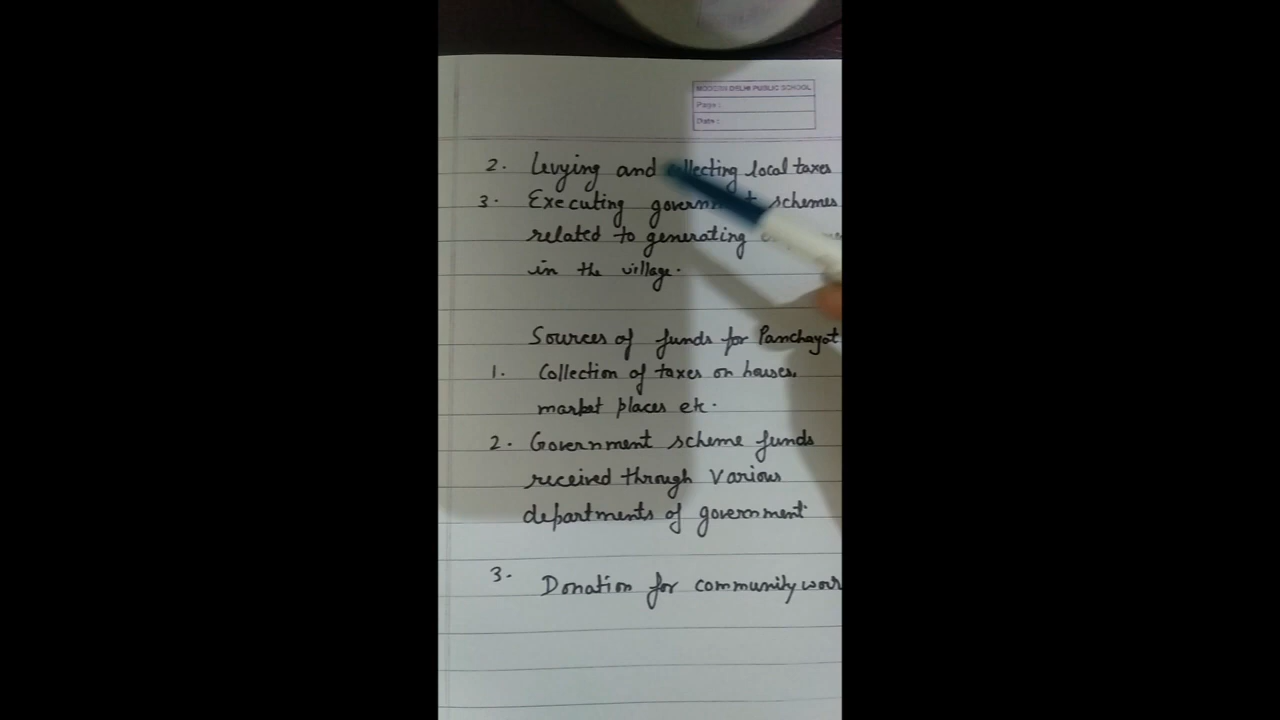 MODERN DELHI PUBLIC SCHOOL
Page :
Date :
2. Levying and collecting local taxes
3. Executing government schemes
related to generating
in the village.
Sources of funds for Panchayat
1. Collection of taxes on houses,
market places etc.
2. Government scheme funds
received through various
departments of government
3. Donation for community